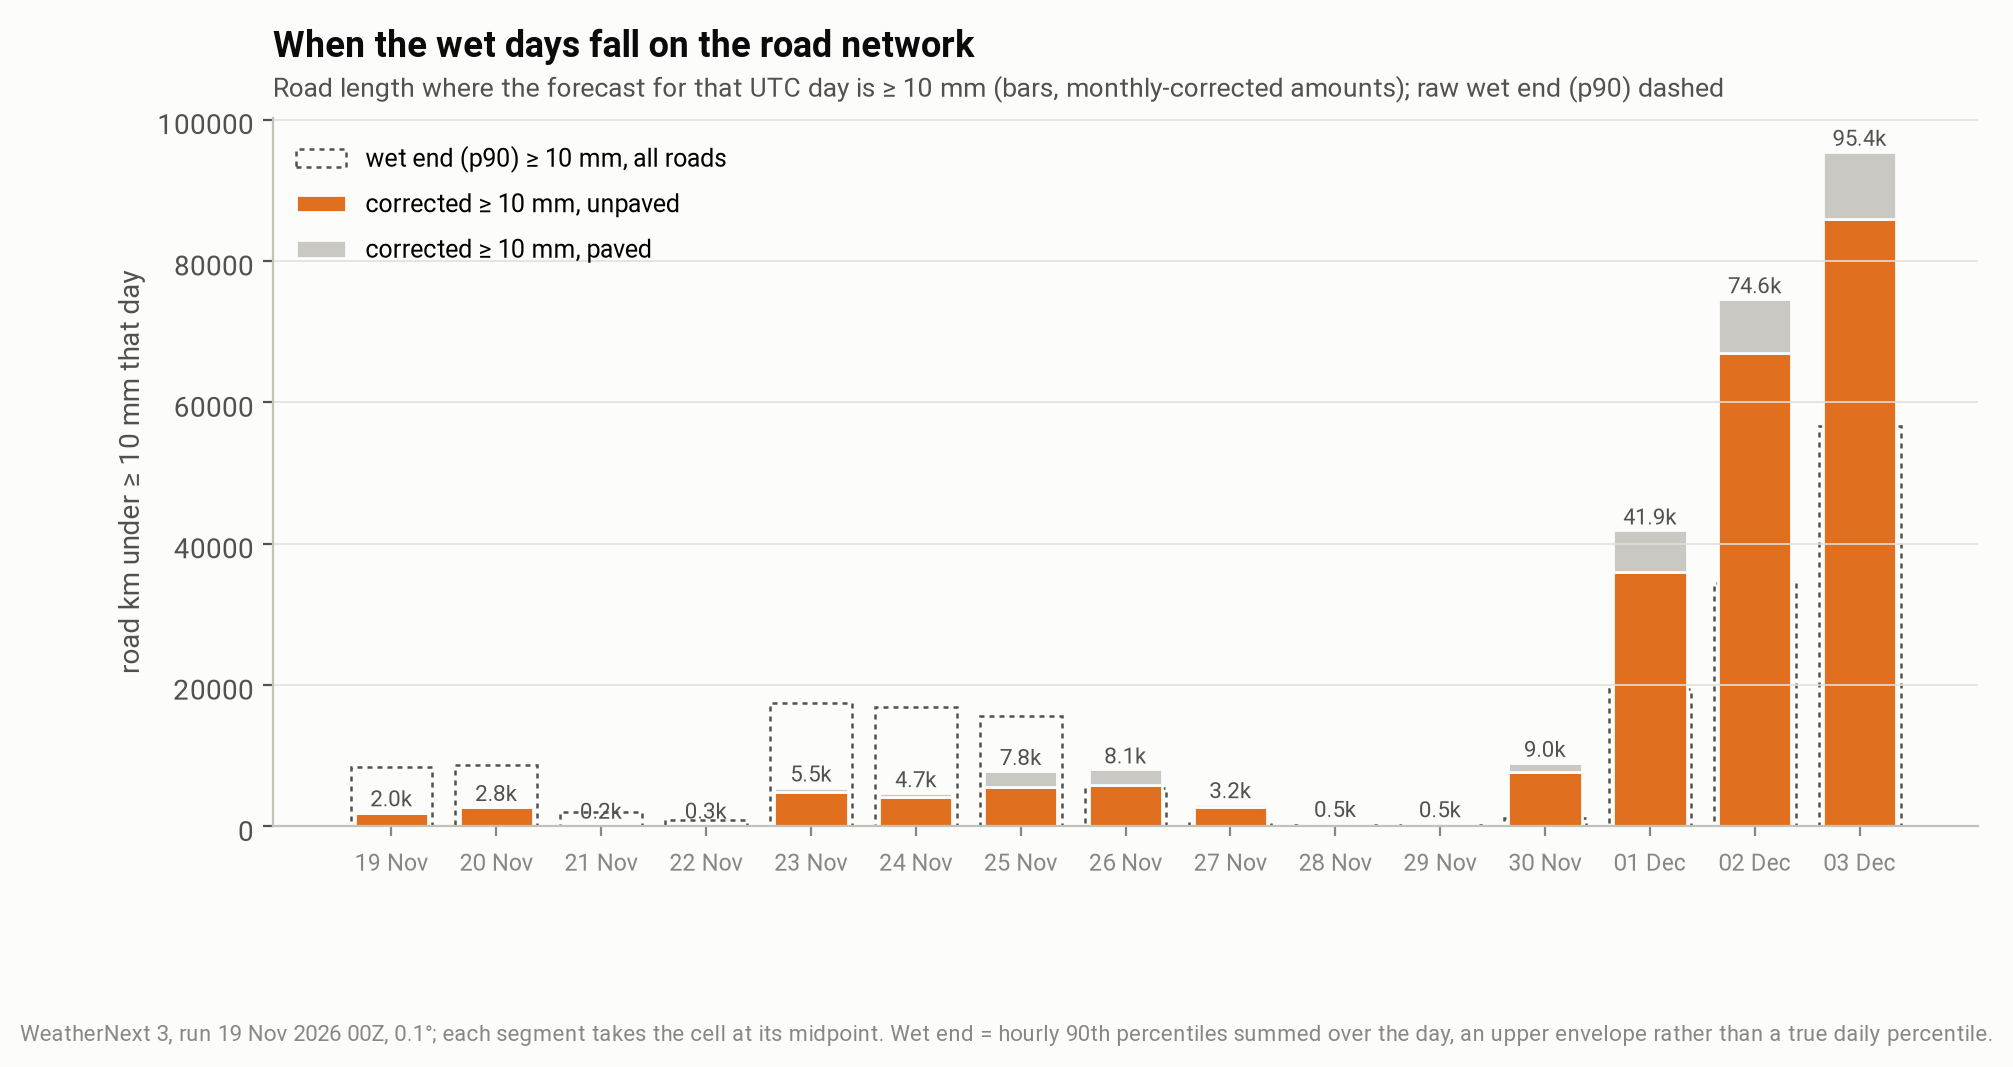 When the wet days fall on the road network
Road length where the forecast for that UTC day is ≥ 10 mm (bars, monthly-corrected amounts); raw wet end (p90) dashed
road km under ≥ 10 mm that day
100000
80000
60000
40000
20000
0
wet end (p90) ≥ 10 mm, all roads
corrected ≥ 10 mm, unpaved
corrected ≥ 10 mm, paved
2.0k
2.8k
0.2k
0.3k
5.5k
4.7k
7.8k
8.1k
3.2k
0.5k
0.5k
9.0k
41.9k
74.6k
95.4k
19 Nov
20 Nov
21 Nov
22 Nov
23 Nov
24 Nov
25 Nov
26 Nov
27 Nov
28 Nov
29 Nov
30 Nov
01 Dec
02 Dec
03 Dec
WeatherNext 3, run 19 Nov 2026 00Z, 0.1°; each segment takes the cell at its midpoint. Wet end = hourly 90th percentiles summed over the day, an upper envelope rather than a true daily percentile.